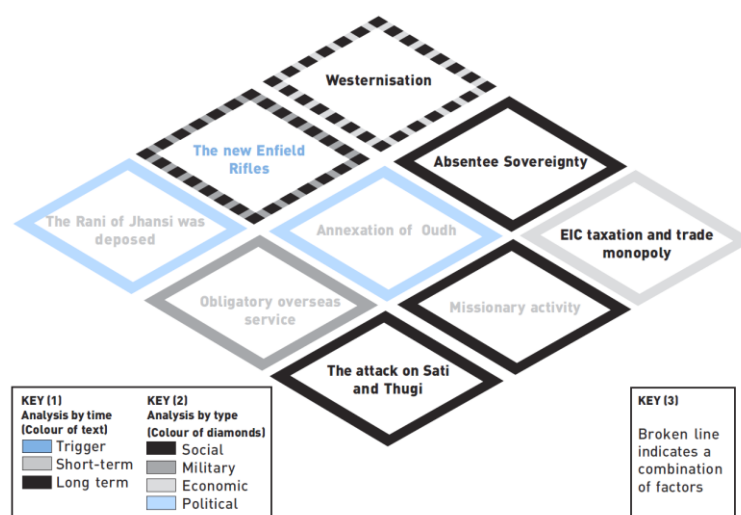 Westernisation
The new Enfield
Rifles
Absentee Sovereignty
The Rani of Jhansi was
deposed
Annexation of Oudh
EIC taxation and trade
monopoly
Obligatory overseas
service
Missionary activity
The attack on Sati
and Thugi
KEY (1)
Analysis by time
(Colour of text)
Trigger
Short-term
Long term
KEY (2)
Analysis by type
(Colour of diamonds)
Social
Military
Economic
Political
KEY (3)
Broken line
indicates a
combination
of factors